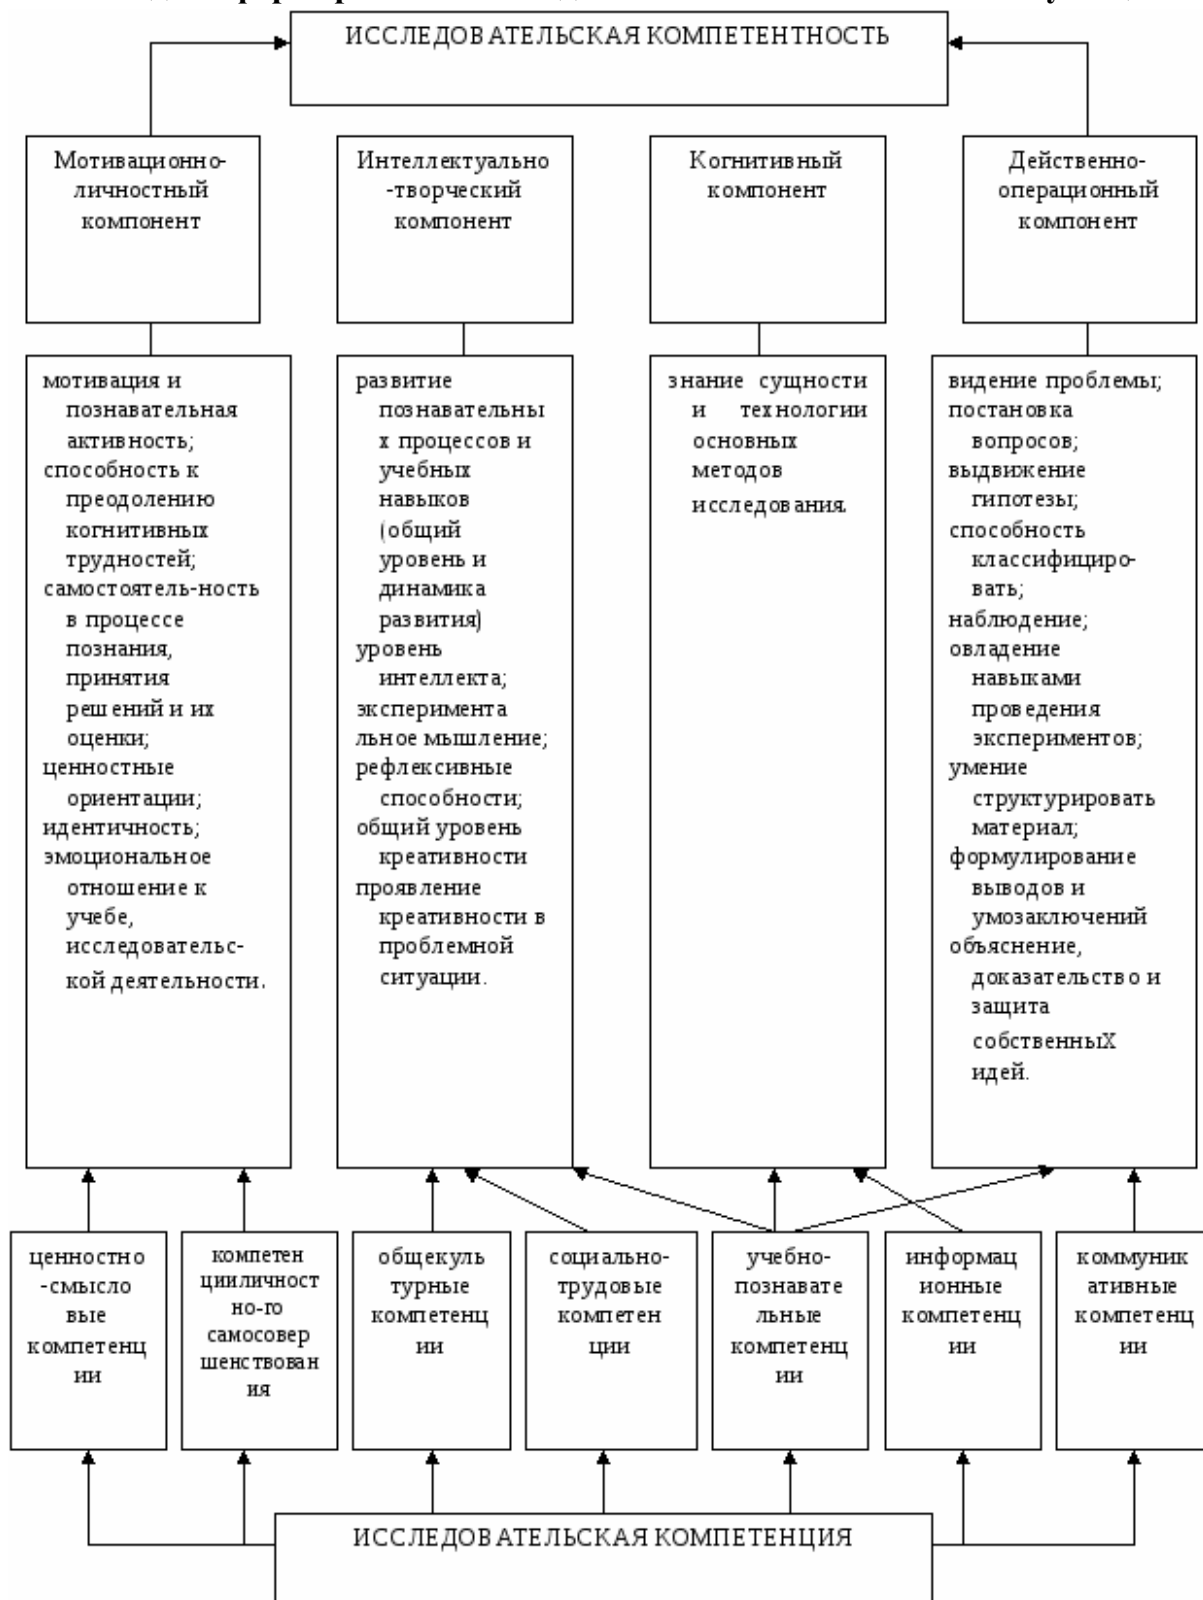 ИССЛЕДОВАТЕЛЬСКАЯ КОМПЕТЕНТНОСТЬ
Мотивационно-
личностный
компонент
Интеллектуально
-творческий
компонент
Когнитивный
компонент
Действенно-
операционный
компонент
мотивация и
познавательная
активность;
способность к
преодолению
когнитивных
трудностей;
самостоятель-ность
в процессе
познания,
принятия
решений и их
оценки;
ценностные
ориентации;
идентичность;
эмоциональное
отношение к
учебе,
исследовательс-
кой деятельности.
развитие
познавательны
х процессов и
учебных
навыков
(общий
уровень и
динамика
развития)
уровень
интеллекта;
эксперимента
льное мышление;
рефлексивные
способности;
общий уровень
креативности
проявление
креативности в
проблемной
ситуации.
знание сущности
и технологии
основных
методов
исследования.
видение проблемы;
постановка
вопросов;
выдвижение
гипотезы;
способность
классифициро-
вать;
наблюдение;
овладение
навыками
проведения
экспериментов;
умение
структурировать
материал;
формулирование
выводов и
умозаключений
объяснение,
доказательство и
защита
собственныХ
идей.
ценностно
-смысло
вые
компетенц
ии
компетен
цииличност
но-го
самосовер
шенствован
ия
общекуль
турные
компетенц
ии
социально-
трудовые
компетен
ции
учебно-
познавате
льные
компетенц
ии
информац
ионные
компетенц
ии
коммуник
ативные
компетенц
ии
ИССЛЕДОВАТЕЛЬСКАЯ КОМПЕТЕНЦИЯ